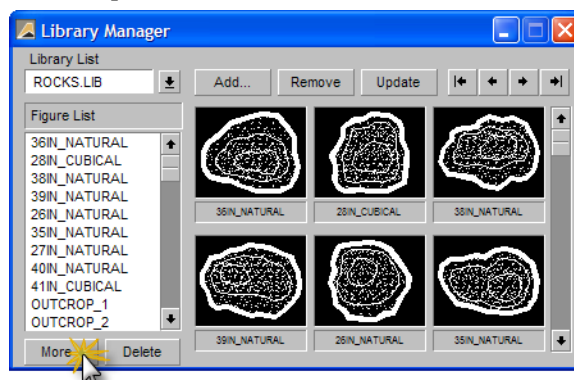 Library Manager
Library List
ROCKS.LIB
Add...
Remove
Update
Figure List
36IN_NATURAL
28IN_CUBICAL
38IN_NATURAL
39IN_NATURAL
26IN_NATURAL
35IN_NATURAL
27IN_NATURAL
40IN_NATURAL
41IN_CUBICAL
OUTCROP_1
OUTCROP_2
36IN_NATURAL
28IN_CUBICAL
38IN_NATURAL
39IN_NATURAL
26IN_NATURAL
35IN_NATURAL
More
Delete